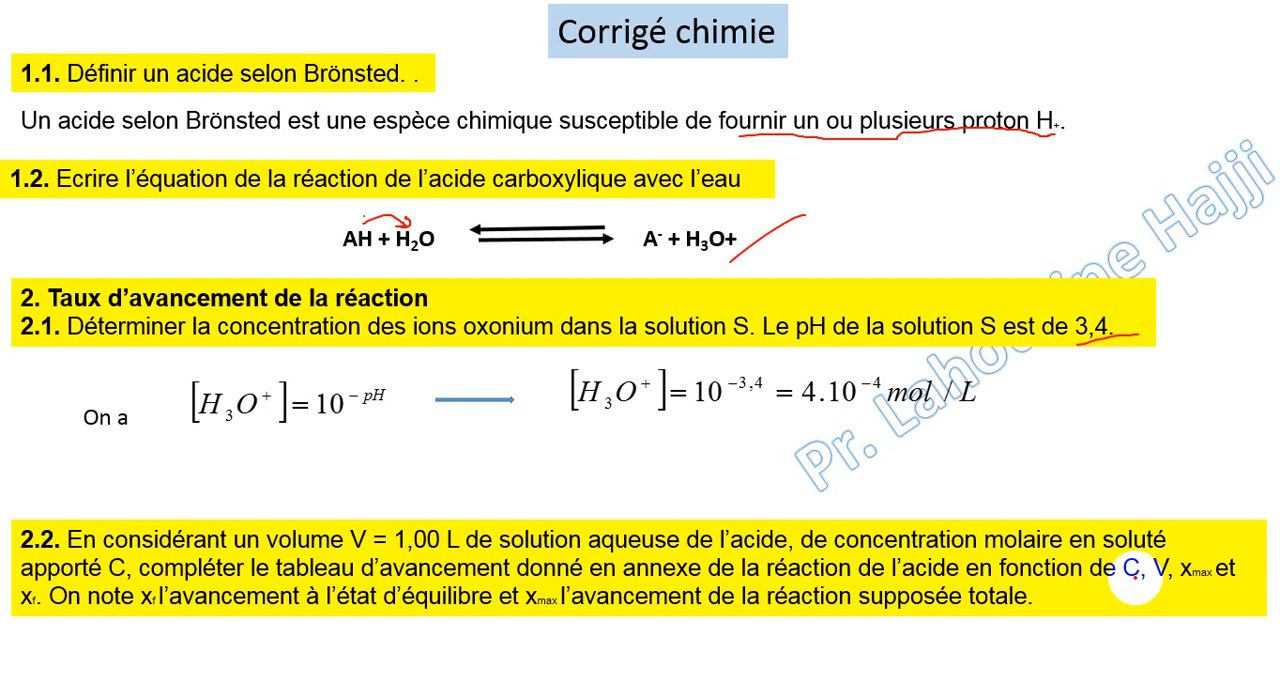 Corrigé chimie
1.1. Définir un acide selon Brönsted. .
Un acide selon Brönsted est une espèce chimique susceptible de fournir un ou plusieurs proton H+.
1.2. Ecrire l’équation de la réaction de l’acide carboxylique avec l’eau
AH + H₂O ⇌ A⁻ + H₃O+
2. Taux d’avancement de la réaction
2.1. Déterminer la concentration des ions oxonium dans la solution S. Le pH de la solution S est de 3,4.
On a [H₃O⁺] = 10^(-pH) → [H₃O⁺] = 10^(-3,4) = 4.10^(-4) mol / L
2.2. En considérant un volume V = 1,00 L de solution aqueuse de l’acide, de concentration molaire en soluté
apporté C, compléter le tableau d’avancement donné en annexe de la réaction de l’acide en fonction de C, V, xmax et
xf. On note xf l’avancement à l’état d’équilibre et xmax l’avancement de la réaction supposée totale.